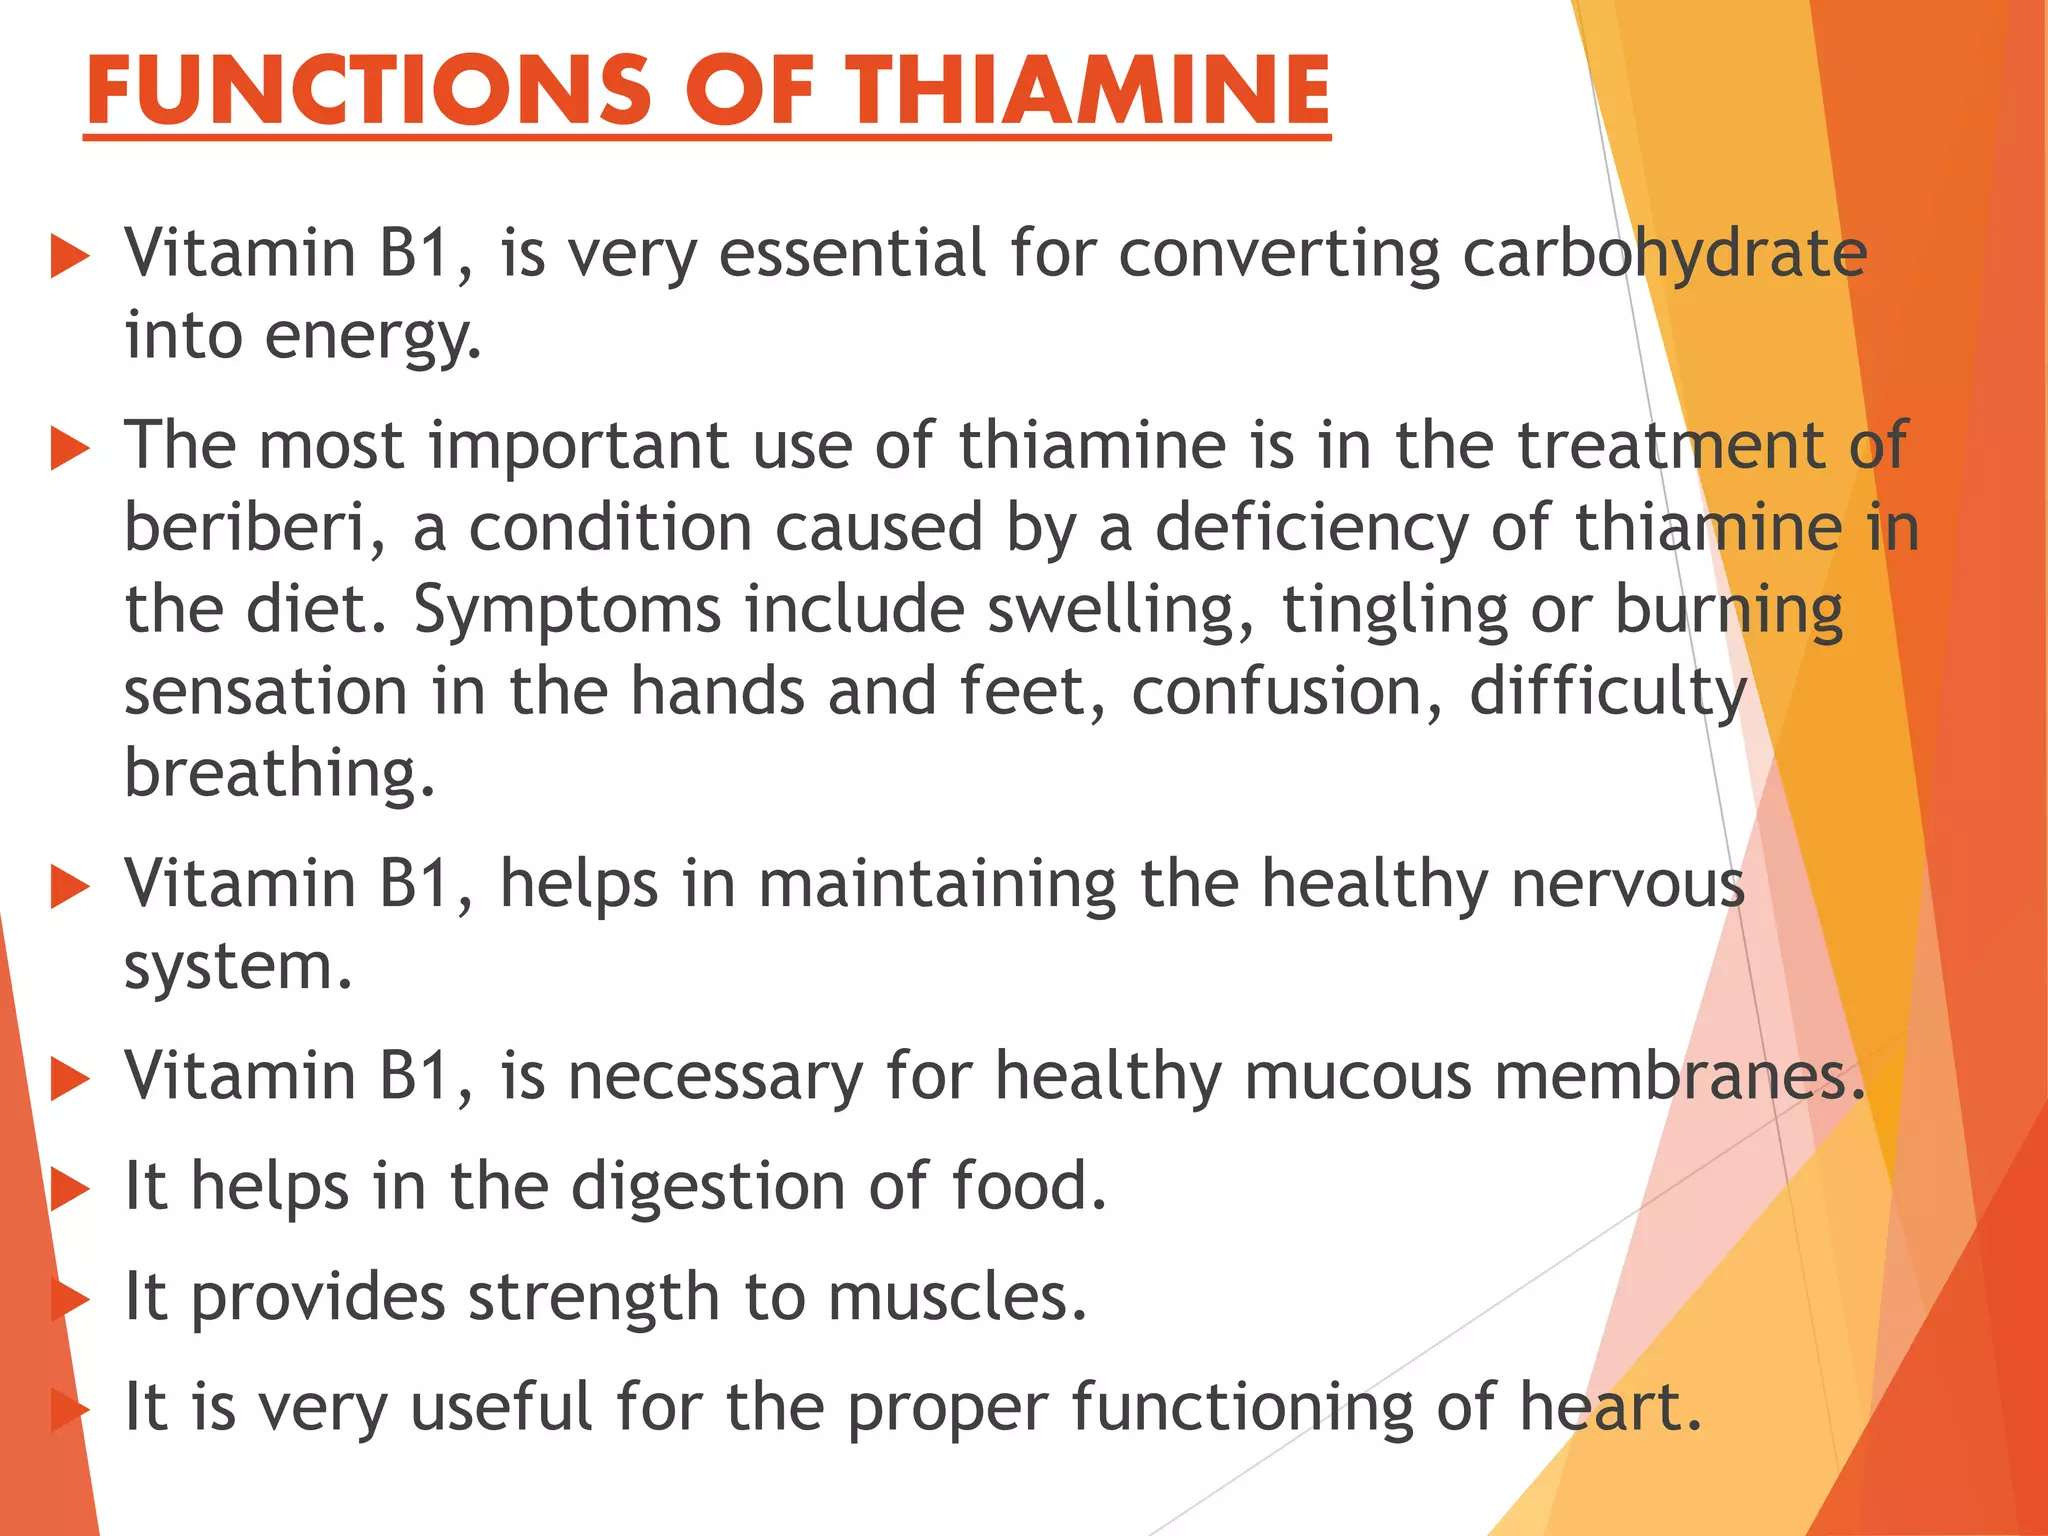 FUNCTIONS OF THIAMINE
Vitamin B1, is very essential for converting carbohydrate
into energy.
The most important use of thiamine is in the treatment of
beriberi, a condition caused by a deficiency of thiamine in
the diet. Symptoms include swelling, tingling or burning
sensation in the hands and feet, confusion, difficulty
breathing.
Vitamin B1, helps in maintaining the healthy nervous
system.
Vitamin B1, is necessary for healthy mucous membranes.
It helps in the digestion of food.
It provides strength to muscles.
It is very useful for the proper functioning of heart.